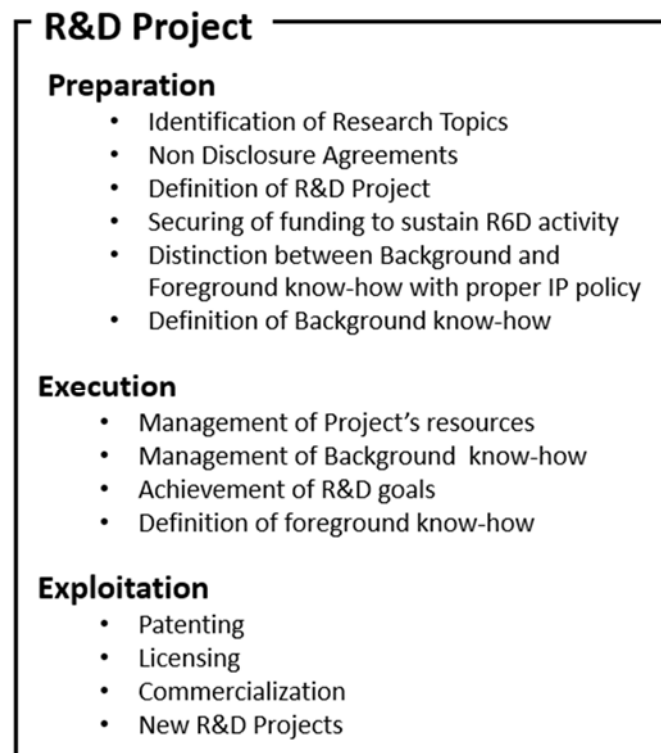 R&D Project
Preparation
• Identification of Research Topics
• Non Disclosure Agreements
• Definition of R&D Project
• Securing of funding to sustain R6D activity
• Distinction between Background and
Foreground know-how with proper IP policy
• Definition of Background know-how
Execution
• Management of Project's resources
• Management of Background know-how
• Achievement of R&D goals
• Definition of foreground know-how
Exploitation
• Patenting
• Licensing
• Commercialization
• New R&D Projects